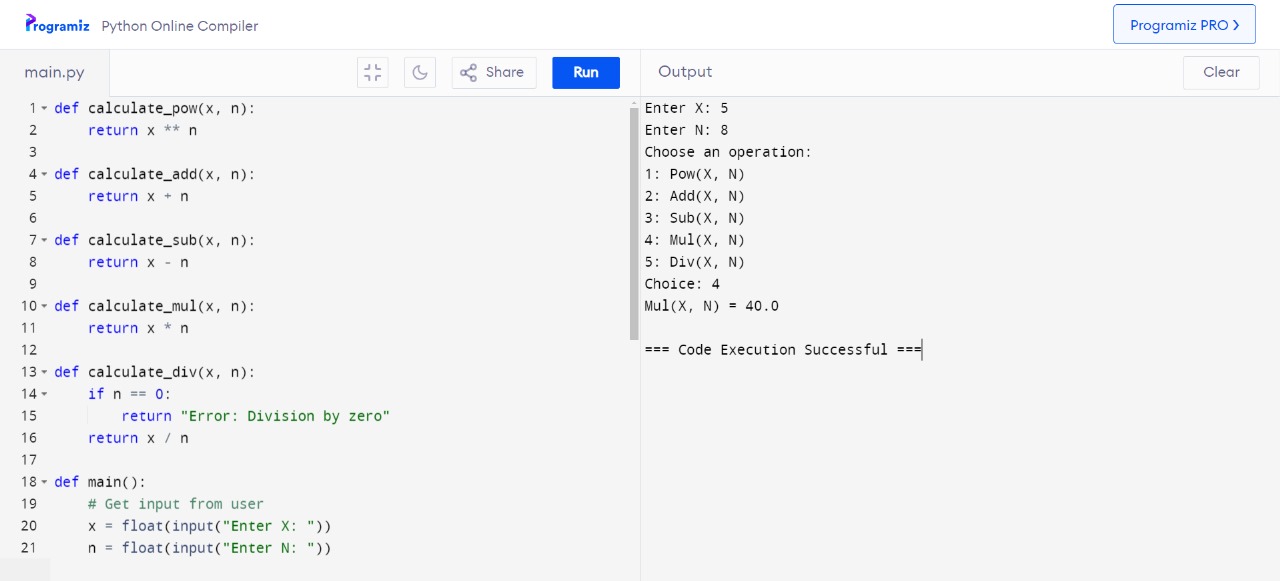 Programiz Python Online Compiler
Programiz PRO
main.py
Share
Run
Output
Clear
1 def calculate_pow(x, n):
2     return x ** n
3
4 def calculate_add(x, n):
5     return x + n
6
7 def calculate_sub(x, n):
8     return x - n
9
10 def calculate_mul(x, n):
11     return x * n
12
13 def calculate_div(x, n):
14     if n == 0:
15         return "Error: Division by zero"
16     return x / n
17
18 def main():
19     # Get input from user
20     x = float(input("Enter X: "))
21     n = float(input("Enter N: "))
Enter X: 5
Enter N: 8
Choose an operation:
1: Pow(X, N)
2: Add(X, N)
3: Sub(X, N)
4: Mul(X, N)
5: Div(X, N)
Choice: 4
Mul(X, N) = 40.0
=== Code Execution Successful ===